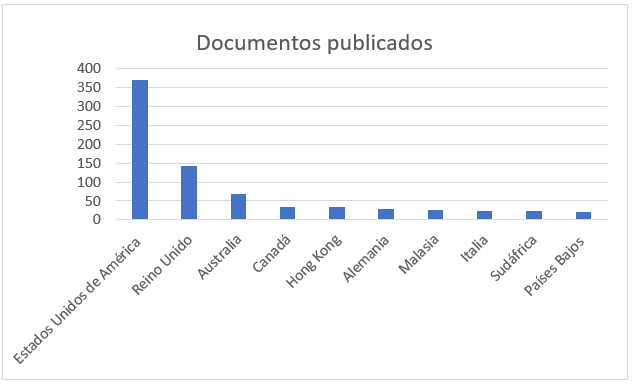 Documentos publicados
400
350
300
250
200
150
100
50
0
Estados Unidos de América
Reino Unido
Australia
Canadá
Hong Kong
Alemania
Malasia
Italia
Sudáfrica
Países Bajos